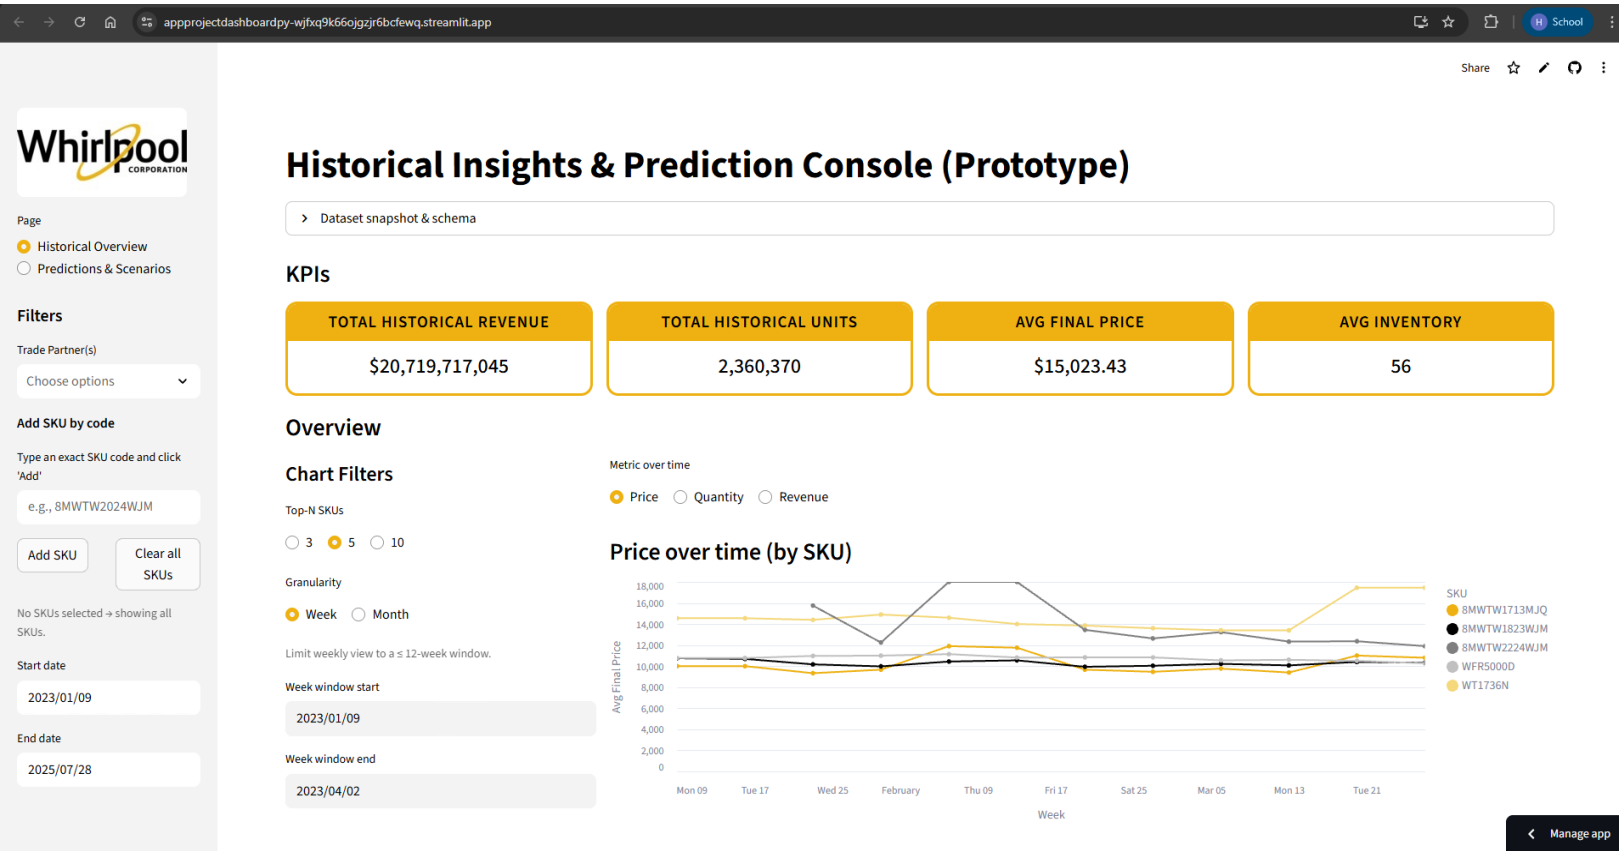 appprojectdashboardpy-wjfxq9k66ojgzjr6bcfewq.streamlit.app
H School
Share
Whirlpool
CORPORATION
Page
Historical Overview
Predictions & Scenarios
Filters
Trade Partner(s)
Choose options
Add SKU by code
Type an exact SKU code and click
'Add'
e.g., 8MWTW2024WJM
Add SKU
Clear all
SKUs
No SKUs selected → showing all
SKUs.
Start date
2023/01/09
End date
2025/07/28
Historical Insights & Prediction Console (Prototype)
Dataset snapshot & schema
KPIs
TOTAL HISTORICAL REVENUE
$20,719,717,045
TOTAL HISTORICAL UNITS
2,360,370
AVG FINAL PRICE
$15,023.43
AVG INVENTORY
56
Overview
Chart Filters
Top-N SKUs
3 5 10
Granularity
Week Month
Limit weekly view to a ≤ 12-week window.
Week window start
2023/01/09
Week window end
2023/04/02
Metric over time
Price Quantity Revenue
Price over time (by SKU)
Avg Final Price
18,000
16,000
14,000
12,000
10,000
8,000
6,000
4,000
2,000
0
Mon 09 Tue 17 Wed 25 February Thu 09 Fri 17 Sat 25 Mar 05 Mon 13 Tue 21
Week
SKU
8MWTW1713MJQ
8MWTW1823WJM
8MWTW2224WJM
WFR5000D
WT1736N
Manage app